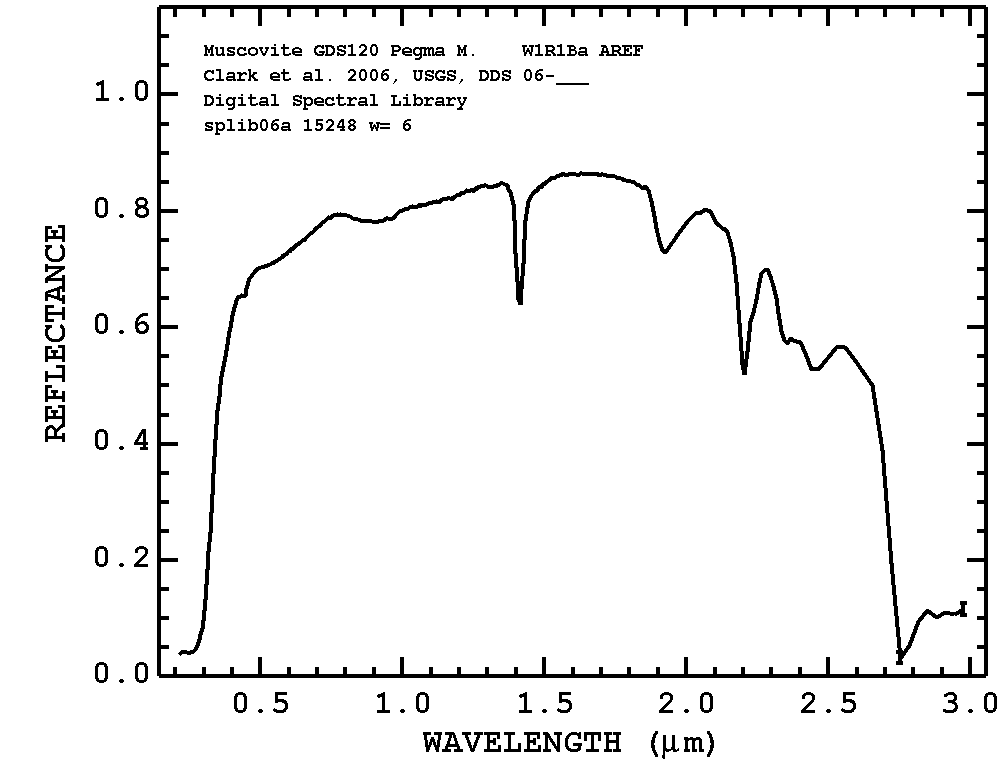 Muscovite GDS120 Pegma M. W1R1Ba AREF
Clark et al. 2006, USGS, DDS 06-___
Digital Spectral Library
splib06a 15248 w= 6
1.0
0.8
0.6
0.4
0.2
0.0
REFLECTANCE
0.5 1.0 1.5 2.0 2.5 3.0
WAVELENGTH (μm)